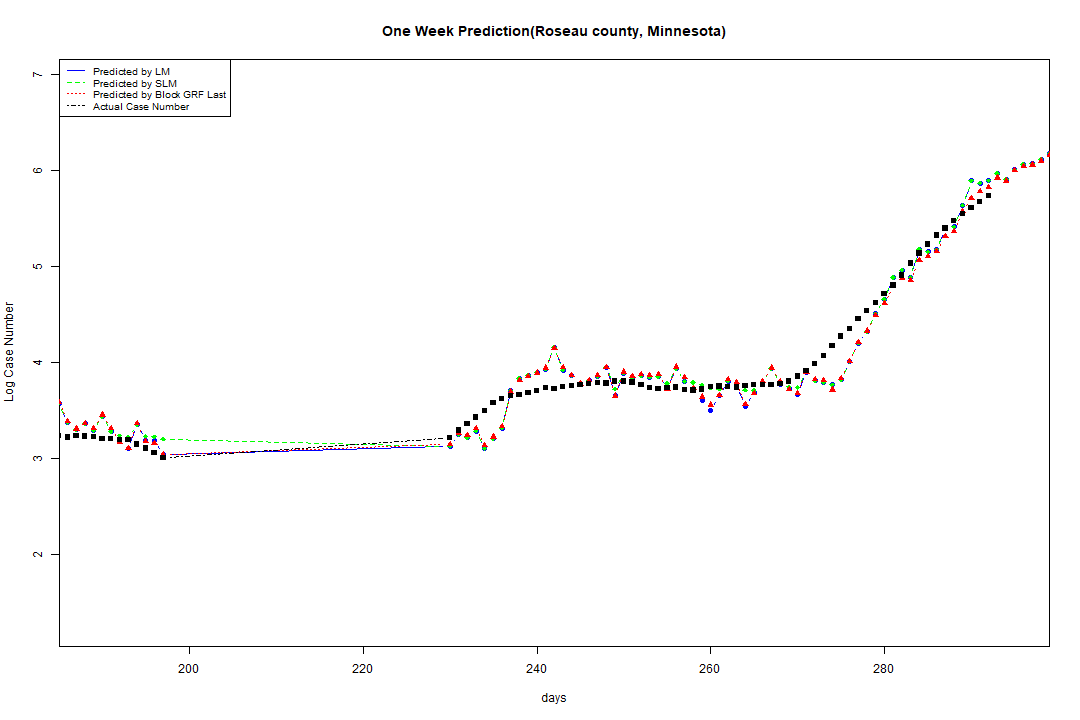 One Week Prediction(Roseau county, Minnesota)
Predicted by LM
Predicted by SLM
Predicted by Block GRF Last
Actual Case Number
7
6
5
4
3
2
Log Case Number
200 220 240 260 280
days